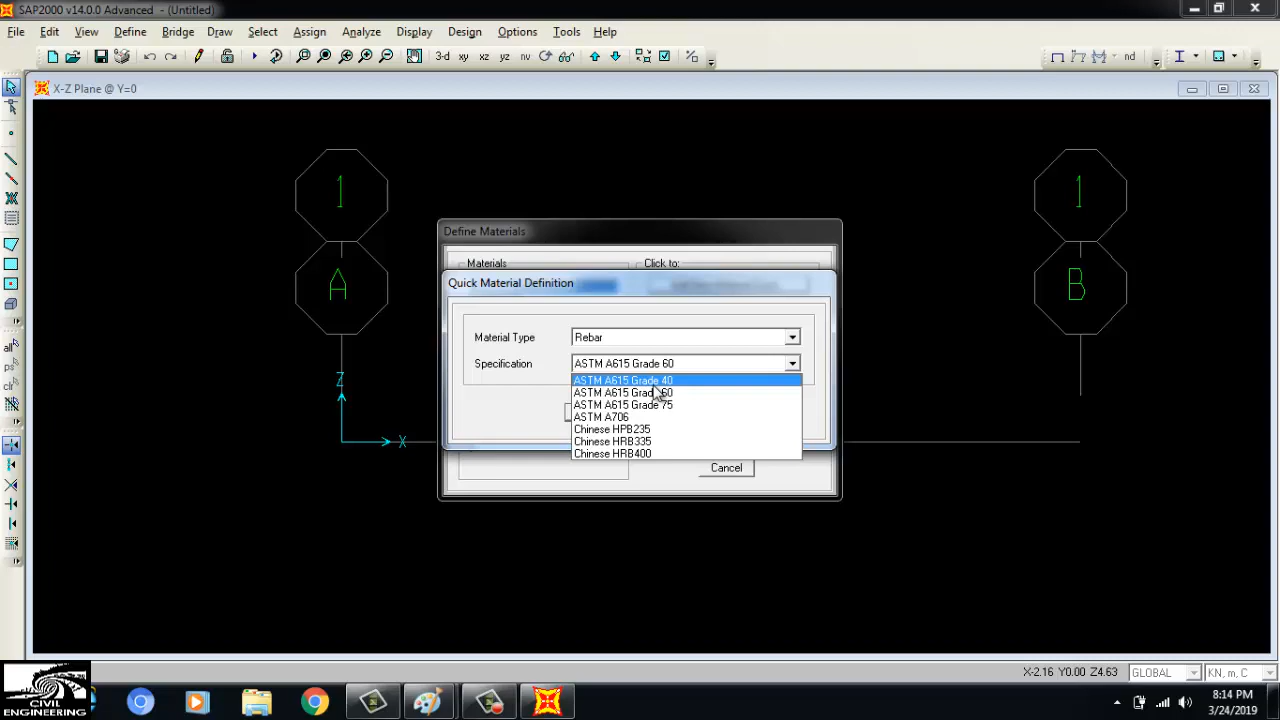 SAP2000 v14.0.0 Advanced - (Untitled)
File Edit View Define Bridge Draw Select Assign Analyze Display Design Options Tools Help
3-d xy xz yz nv nd
X-Z Plane @ Y=0
1 1
A B
Z
X
all
ps
clr
Define Materials
Materials Click to:
Quick Material Definition
Material Type Rebar
Specification ASTM A615 Grade 60
ASTM A615 Grade 40
ASTM A615 Grade 60
ASTM A615 Grade 75
ASTM A706
Chinese HPB235
Chinese HRB335
Chinese HRB400
Cancel
X-2.16 Y0.00 Z4.63 GLOBAL KN, m, C
CIVIL
ENGINEERING
8:14 PM
3/24/2019